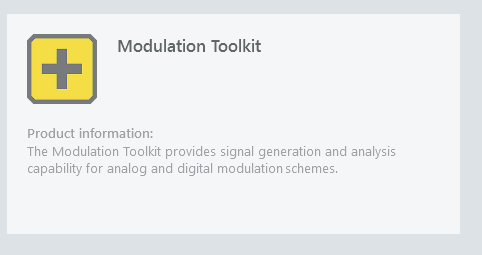 Modulation Toolkit
Product information:
The Modulation Toolkit provides signal generation and analysis
capability for analog and digital modulation schemes.